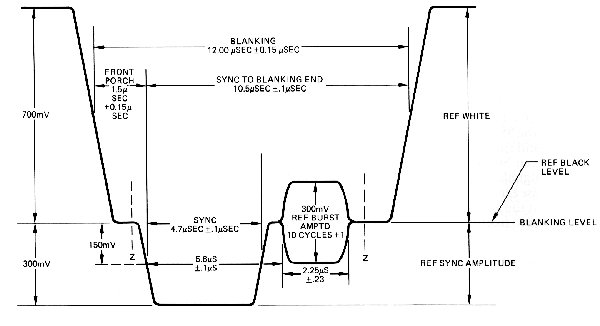 BLANKING
12.00 µSEC ±0.15 µSEC
FRONT
PORCH
1.5µ
SEC
±0.15µ
SEC
SYNC TO BLANKING END
10.5µSEC ±.1µSEC
700mV
REF WHITE
REF BLACK
LEVEL
BLANKING LEVEL
SYNC
4.7µSEC ±.1µSEC
300mV
REF BURST
AMPTD
10 CYCLES ±1
150mV
Z
Z
5.6µS
±.1µS
2.25µS
±.23
300mV
REF SYNC AMPLITUDE